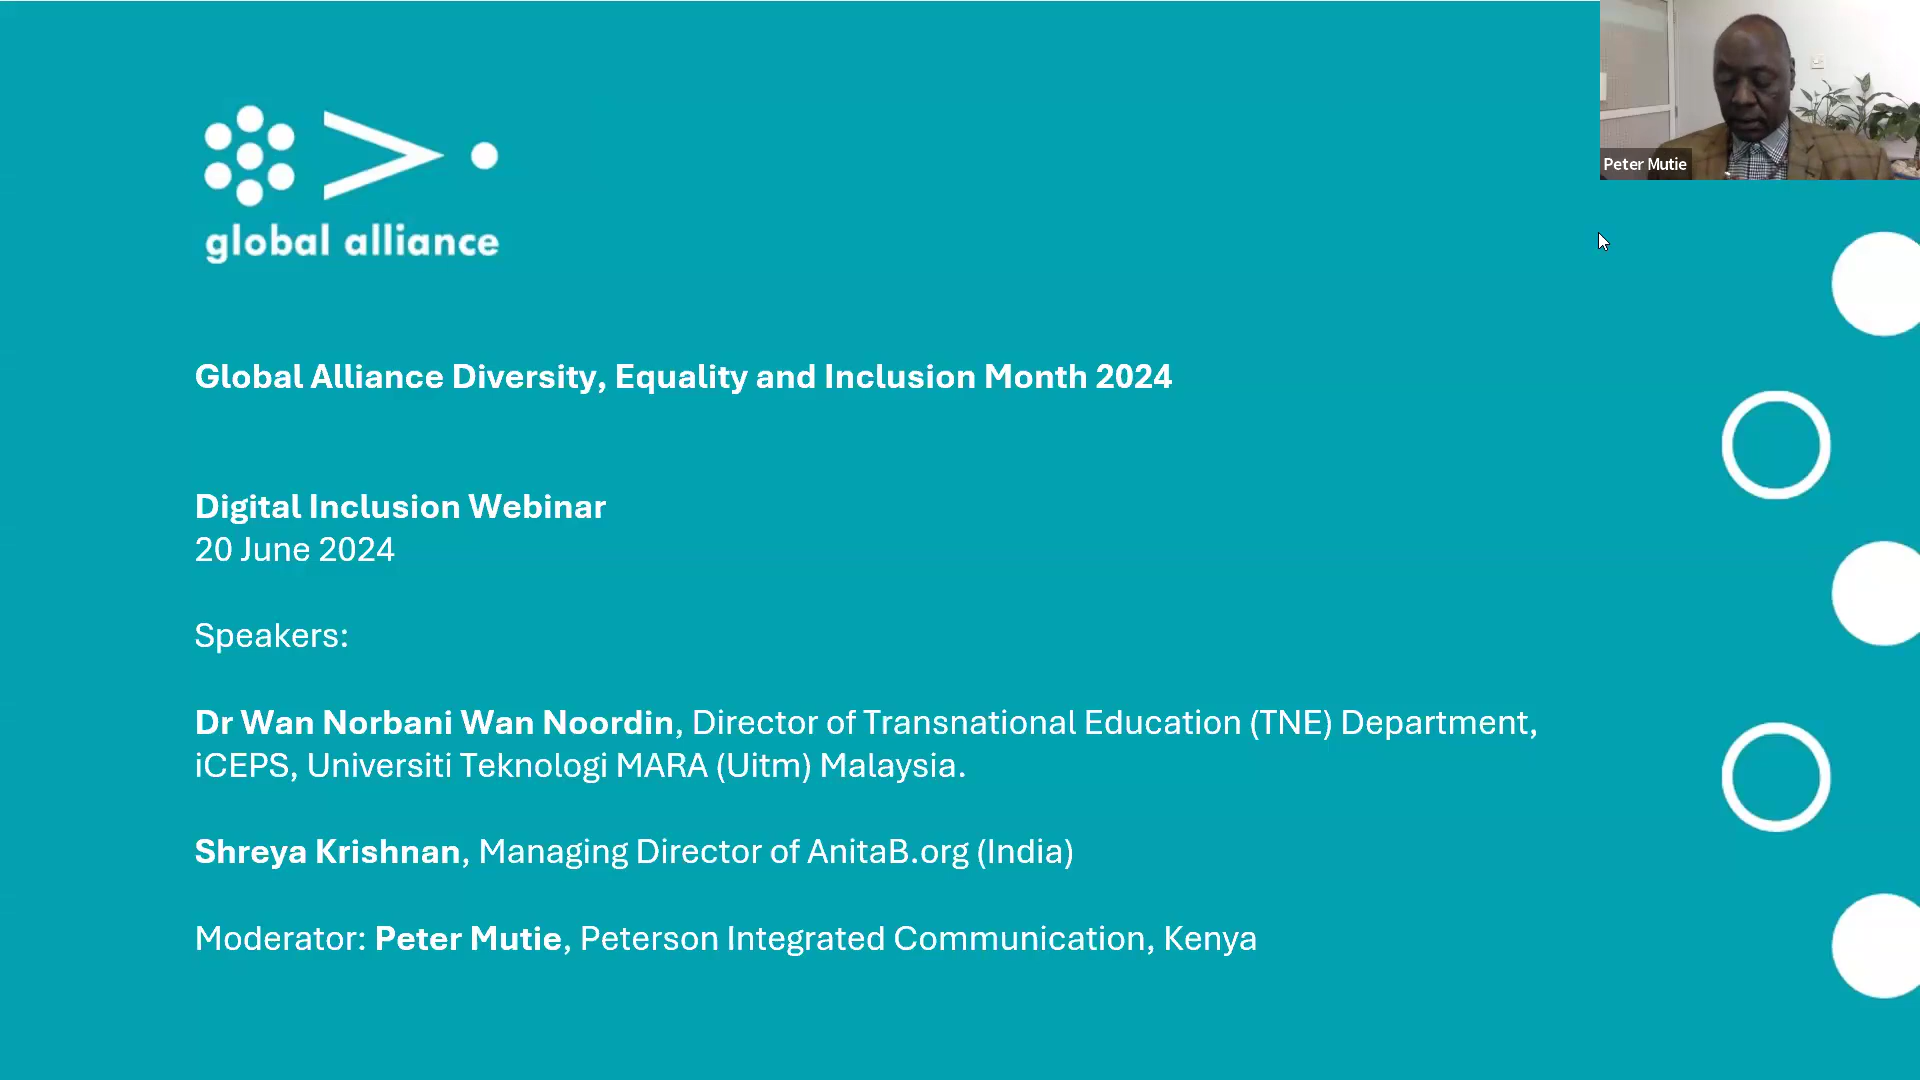 Peter Mutie
global alliance
Global Alliance Diversity, Equality and Inclusion Month 2024
Digital Inclusion Webinar
20 June 2024
Speakers:
Dr Wan Norbani Wan Noordin, Director of Transnational Education (TNE) Department,
iCEPS, Universiti Teknologi MARA (Uitm) Malaysia.
Shreya Krishnan, Managing Director of AnitaB.org (India)
Moderator: Peter Mutie, Peterson Integrated Communication, Kenya